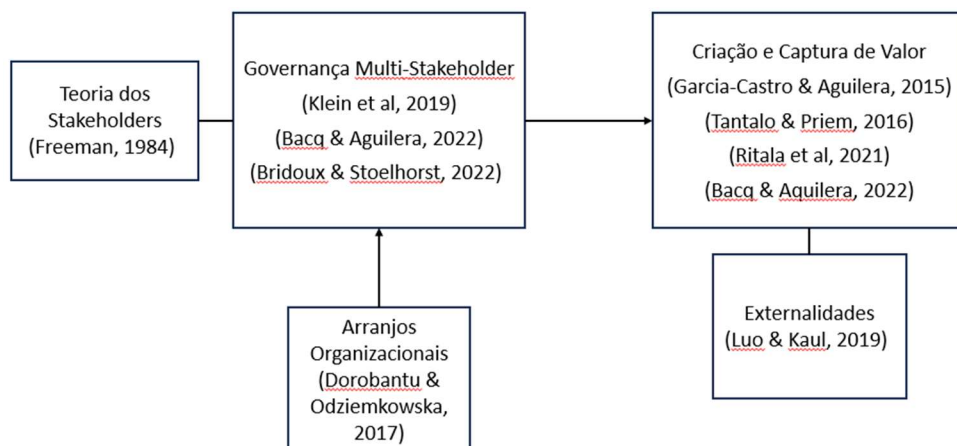 Teoria dos
Stakeholders
(Freeman, 1984)
Governança Multi-Stakeholder
(Klein et al, 2019)
(Bacq & Aguilera, 2022)
(Bridoux & Stoelhorst, 2022)
Criação e Captura de Valor
(Garcia-Castro & Aguilera, 2015)
(Tantalo & Priem, 2016)
(Ritala et al, 2021)
(Bacq & Aquilera, 2022)
Arranjos
Organizacionais
(Dorobantu &
Odziemkowska,
2017)
Externalidades
(Luo & Kaul, 2019)